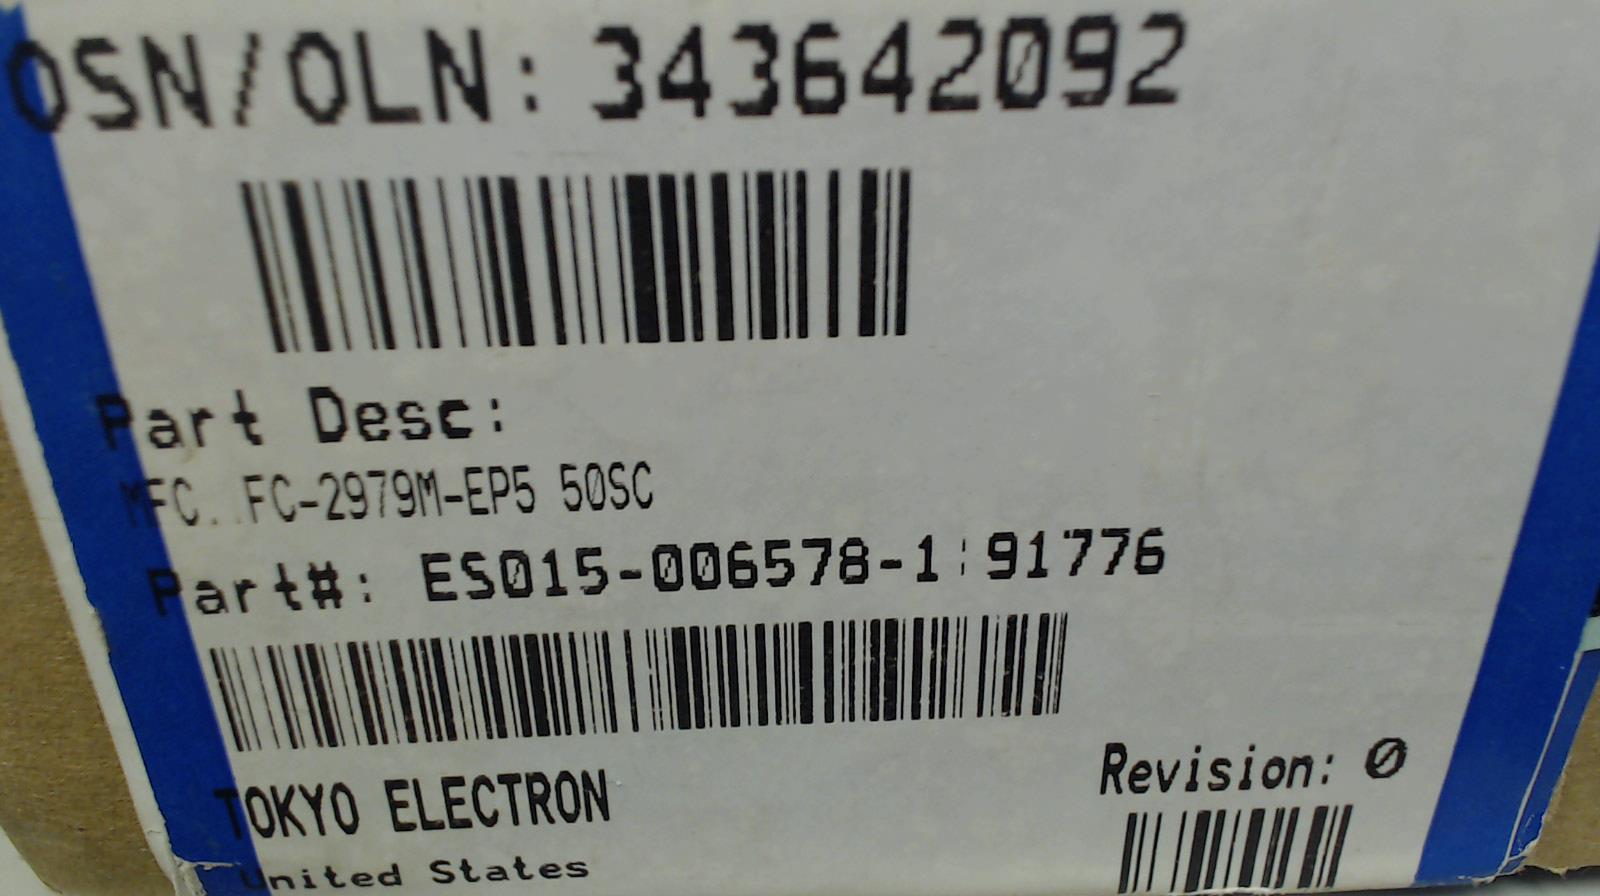 OSN/OLN: 343642092
Part Desc:
MFC. .FC-2979M-EP5 50SC
Part#: ES015-006578-1:91776
TOKYO ELECTRON
Revision: 0
United States